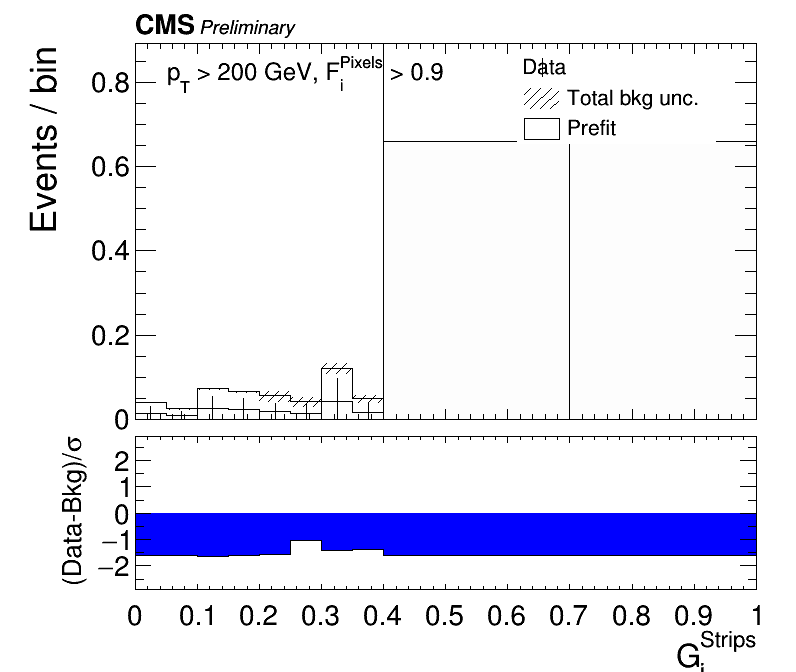 CMS Preliminary
Events / bin
p_T > 200 GeV, F_i^Pixels > 0.9
Data
Total bkg unc.
Prefit
0.8
0.6
0.4
0.2
0
(Data-Bkg)/σ
2
1
0
−1
−2
0 0.1 0.2 0.3 0.4 0.5 0.6 0.7 0.8 0.9 1
G_i^Strips